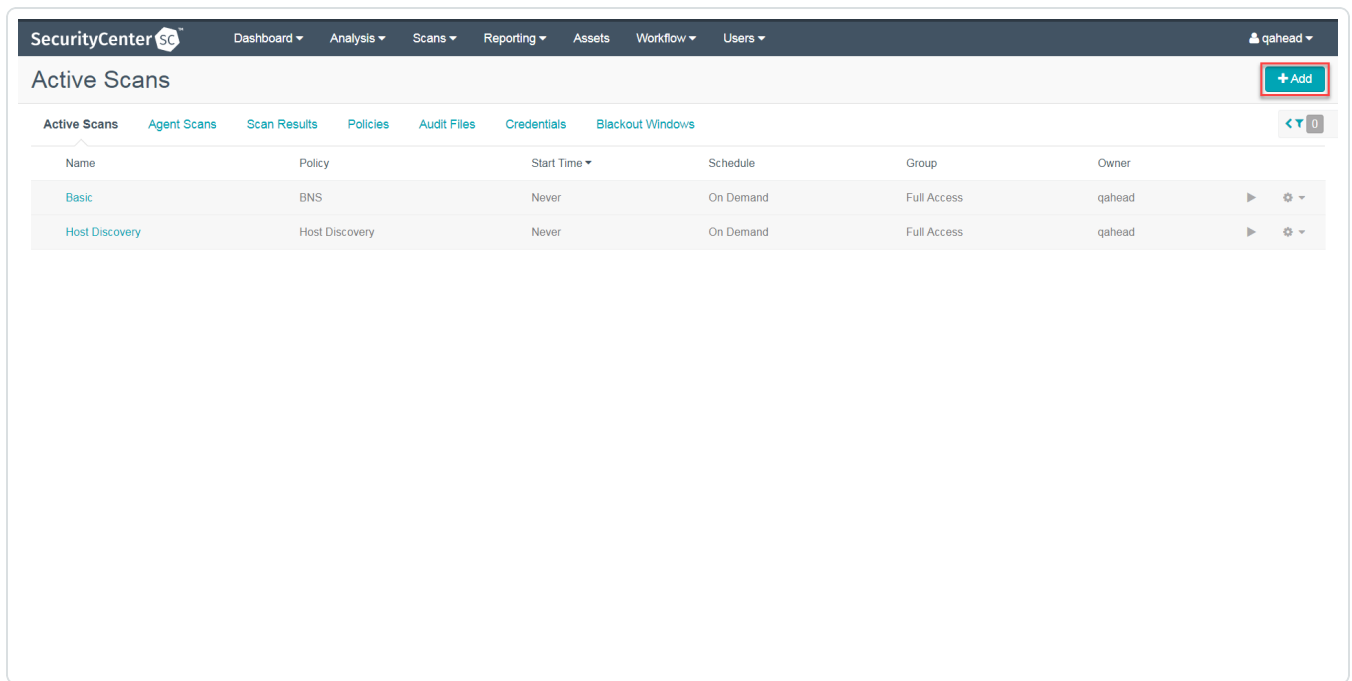 SecurityCenter SC™ Dashboard Analysis Scans Reporting Assets Workflow Users qahead
Active Scans + Add
Active Scans Agent Scans Scan Results Policies Audit Files Credentials Blackout Windows 0
Name Policy Start Time Schedule Group Owner
Basic BNS Never On Demand Full Access qahead
Host Discovery Host Discovery Never On Demand Full Access qahead